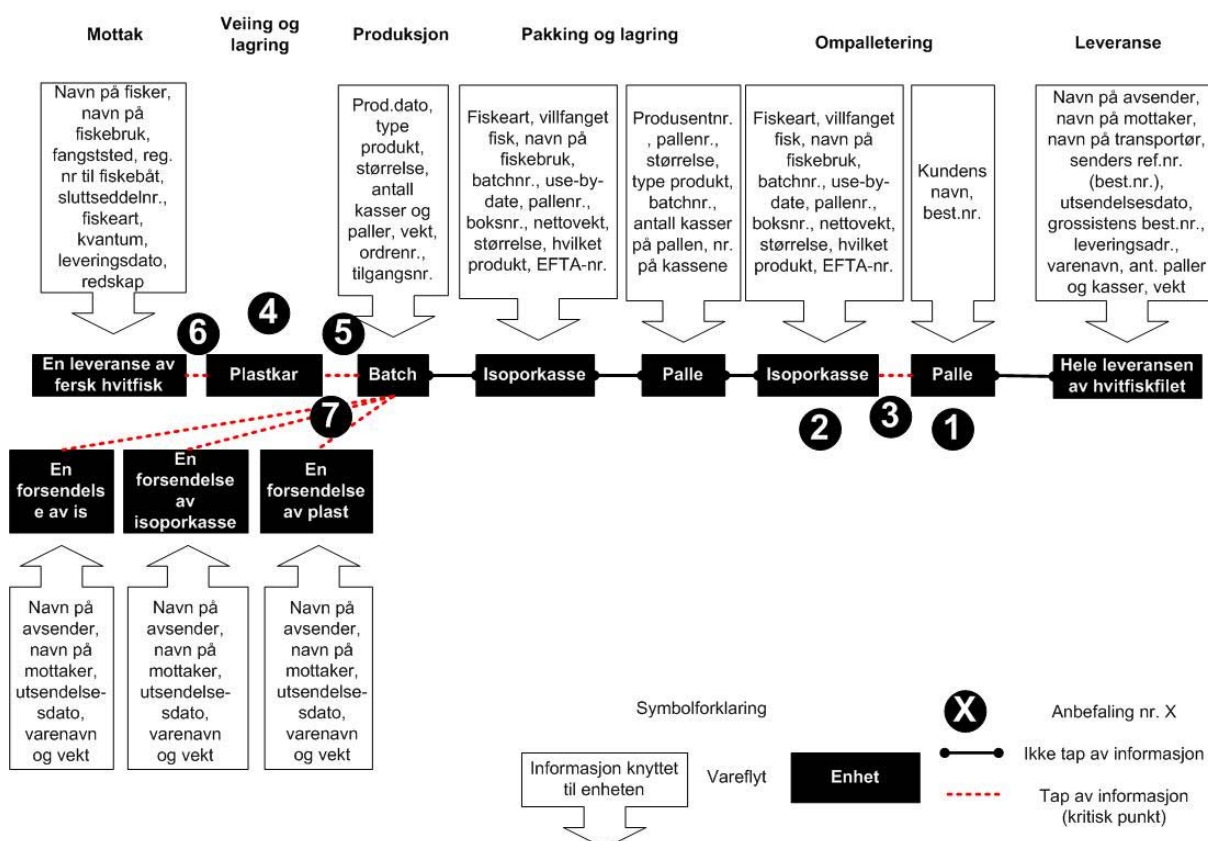 Mottak
Veiing og
lagring
Produksjon
Pakking og lagring
Ompalletering
Leveranse
Navn på fisker,
navn på
fiskebruk,
fangststed, reg.
nr til fiskebåt,
sluttseddelnr.,
fiskeart,
kvantum,
leveringsdato,
redskap
Prod.dato,
type
produkt,
størrelse,
antall
kasser og
paller, vekt,
ordrenr.,
tilgangsnr.
Fiskeart, villfanget
fisk, navn på
fiskebruk,
batchnr., use-by-
date, pallenr.,
boksnr., nettovekt,
størrelse, hvilket
produkt, EFTA-nr.
Produsentnr.
, pallenr.,
størrelse,
type produkt,
batchnr.,
antall kasser
på pallen, nr.
på kassene
Fiskeart, villfanget
fisk, navn på
fiskebruk,
batchnr., use-by-
date, pallenr.,
boksnr., nettovekt,
størrelse, hvilket
produkt, EFTA-nr.
Kundens
navn,
best.nr.
Navn på avsender,
navn på mottaker,
navn på transportør,
senders ref.nr.
(best.nr.),
utsendelsesdato,
grossistens best.nr.,
leveringsadr.,
varenavn, ant. paller
og kasser, vekt
6
4
5
En leveranse av
fersk hvitfisk
Plastkar
Batch
Isoporkasse
Palle
Isoporkasse
Palle
Hele leveransen
av hvitfiskfilet
7
2
3
1
En
forsendels
e av is
En
forsendelse
av
isoporkasse
En
forsendelse
av plast
Navn på
avsender,
navn på
mottaker,
utsendelse-
sdato,
varenavn
og vekt
Navn på
avsender,
navn på
mottaker,
utsendelse-
sdato,
varenavn
og vekt
Navn på
avsender,
navn på
mottaker,
utsendelse-
sdato,
varenavn
og vekt
Symbolforklaring
X
Anbefaling nr. X
Ikke tap av informasjon
Informasjon knyttet
til enheten
Vareflyt
Enhet
Tap av informasjon
(kritisk punkt)